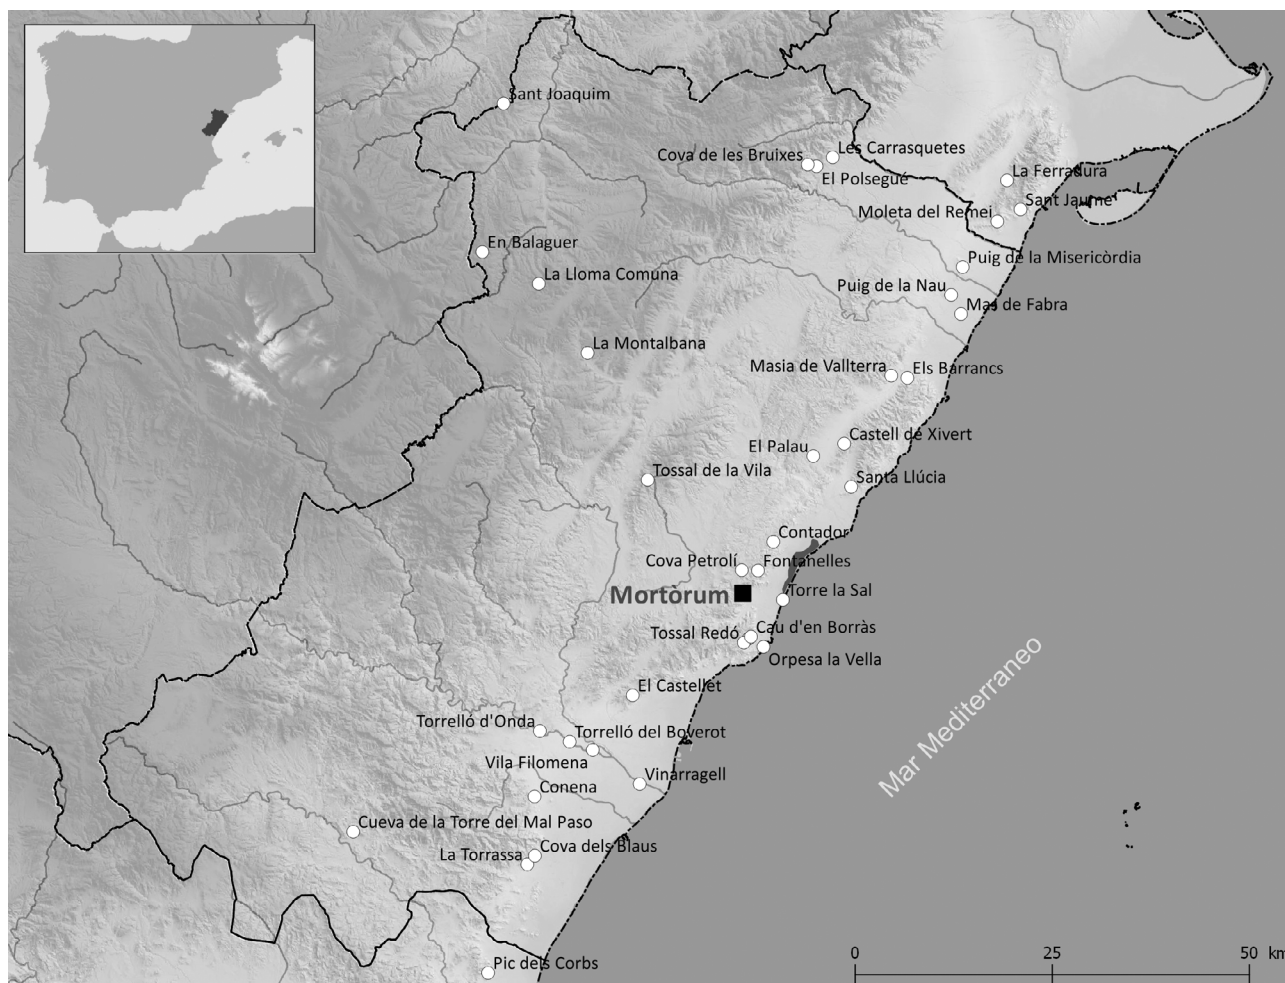 Sant Joaquim
Les Carrasquetes
Cova de les Bruixes
El Polsegué
La Ferradura
Sant Jaume
Moleta del Remei
En Balaguer
Puig de la Misericòrdia
La Lloma Comuna
Puig de la Nau
Mas de Fabra
La Montalbana
Masia de Vallterra
Els Barrancs
Castell de Xivert
El Palau
Tossal de la Vila
Santa Llúcia
Contador
Cova Petrolí
Fontanelles
Mortòrum
Torre la Sal
Cau d'en Borràs
Tossal Redó
Orpesa la Vella
El Castellet
Mar Mediterraneo
Torrelló d'Onda
Torrelló del Boverot
Vila Filomena
Vinarragell
Conena
Cueva de la Torre del Mal Paso
Cova dels Blaus
La Torrassa
Pic dels Corbs
0 25 50 km